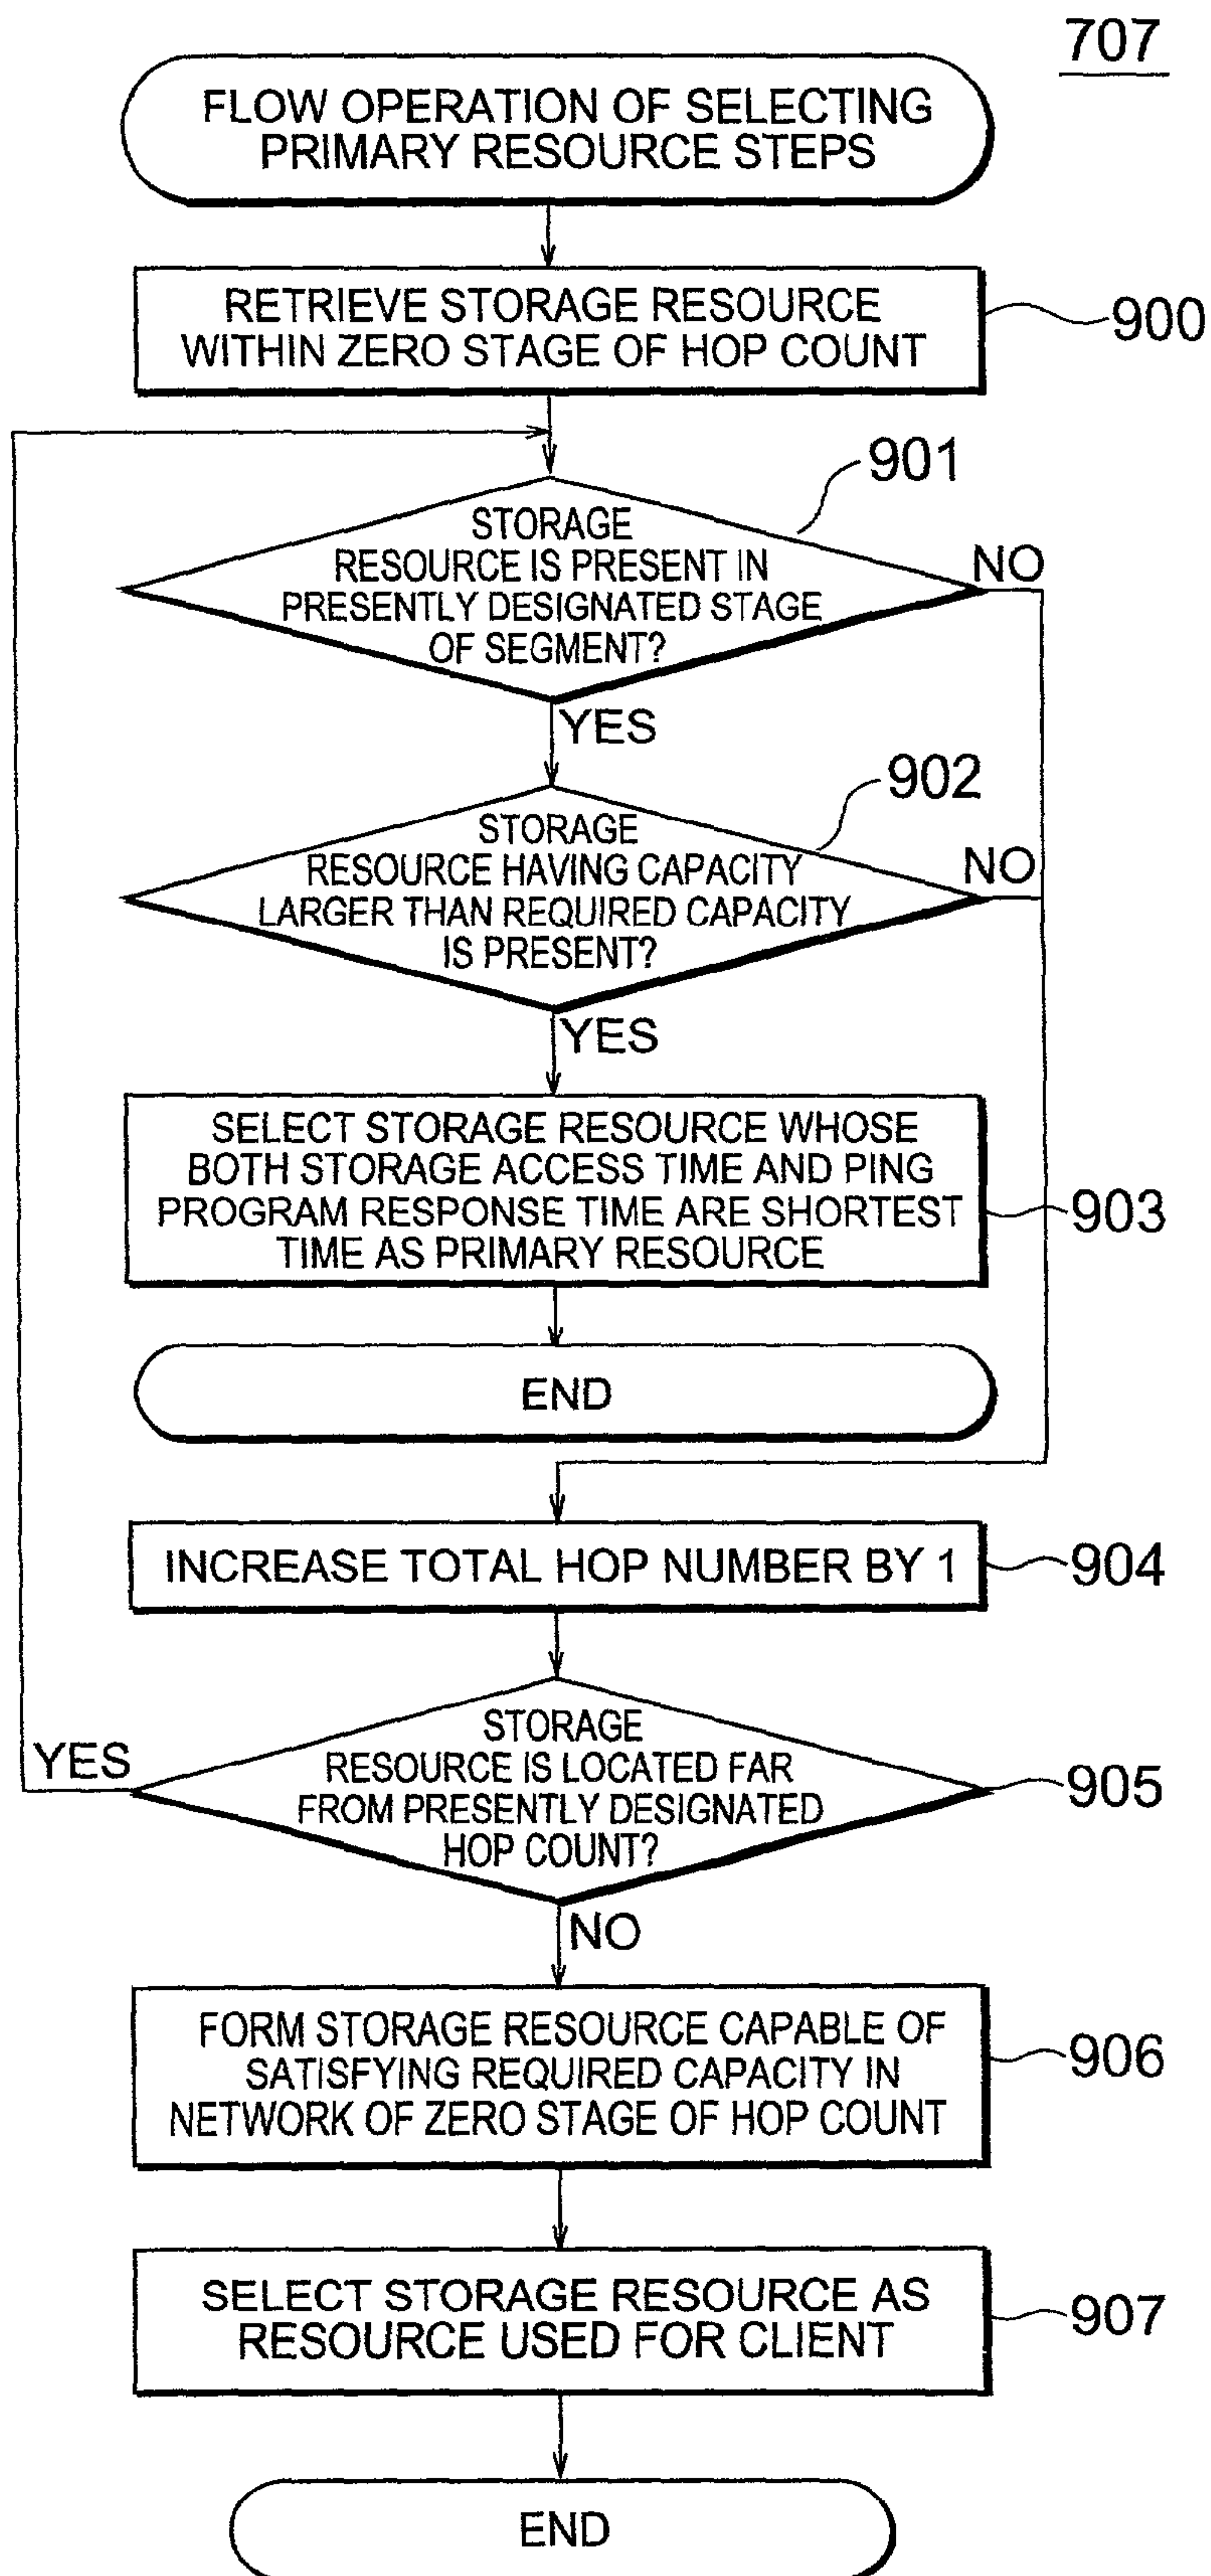 707
FLOW OPERATION OF SELECTING
PRIMARY RESOURCE STEPS
RETRIEVE STORAGE RESOURCE
WITHIN ZERO STAGE OF HOP COUNT
900
901
STORAGE
RESOURCE IS PRESENT IN
PRESENTLY DESIGNATED STAGE
OF SEGMENT?
NO
YES
902
STORAGE
RESOURCE HAVING CAPACITY
LARGER THAN REQUIRED CAPACITY
IS PRESENT?
NO
YES
SELECT STORAGE RESOURCE WHOSE
BOTH STORAGE ACCESS TIME AND PING
PROGRAM RESPONSE TIME ARE SHORTEST
TIME AS PRIMARY RESOURCE
903
END
INCREASE TOTAL HOP NUMBER BY 1
904
STORAGE
RESOURCE IS LOCATED FAR
FROM PRESENTLY DESIGNATED
HOP COUNT?
YES
905
NO
FORM STORAGE RESOURCE CAPABLE OF
SATISFYING REQUIRED CAPACITY IN
NETWORK OF ZERO STAGE OF HOP COUNT
906
SELECT STORAGE RESOURCE AS
RESOURCE USED FOR CLIENT
907
END